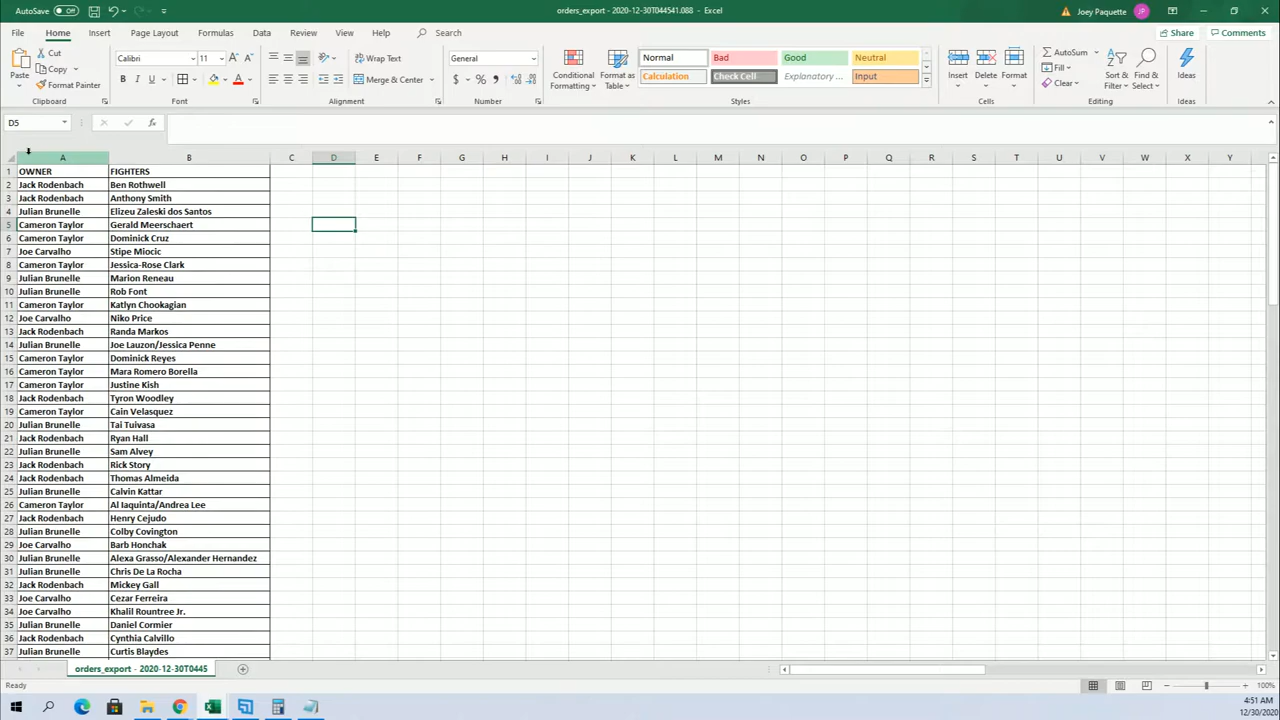 AutoSave Off
orders_export - 2020-12-30T044541.088 - Excel
Joey Paquette JP
File Home Insert Page Layout Formulas Data Review View Help Search
Share Comments
Paste
Cut
Copy
Format Painter
Clipboard
Calibri 11
B I U
Font
Wrap Text
Merge & Center
Alignment
General
$ % ,
Number
Conditional Formatting
Format as Table
Normal Bad Good Neutral
Calculation Check Cell Explanatory ... Input
Styles
Insert Delete Format
Cells
AutoSum
Fill
Clear
Sort & Filter
Find & Select
Editing
Ideas
Ideas
D5 fx
A B C D E F G H I J K L M N O P Q R S T U V W X Y
1 OWNER FIGHTERS
2 Jack Rodenbach Ben Rothwell
3 Jack Rodenbach Anthony Smith
4 Julian Brunelle Elizeu Zaleski dos Santos
5 Cameron Taylor Gerald Meerschaert
6 Cameron Taylor Dominick Cruz
7 Joe Carvalho Stipe Miocic
8 Cameron Taylor Jessica-Rose Clark
9 Julian Brunelle Marion Reneau
10 Julian Brunelle Rob Font
11 Cameron Taylor Katlyn Chookagian
12 Joe Carvalho Niko Price
13 Jack Rodenbach Randa Markos
14 Julian Brunelle Joe Lauzon/Jessica Penne
15 Cameron Taylor Dominick Reyes
16 Cameron Taylor Mara Romero Borella
17 Cameron Taylor Justine Kish
18 Jack Rodenbach Tyron Woodley
19 Cameron Taylor Cain Velasquez
20 Julian Brunelle Tai Tuivasa
21 Jack Rodenbach Ryan Hall
22 Julian Brunelle Sam Alvey
23 Jack Rodenbach Rick Story
24 Jack Rodenbach Thomas Almeida
25 Julian Brunelle Calvin Kattar
26 Cameron Taylor Al Iaquinta/Andrea Lee
27 Jack Rodenbach Henry Cejudo
28 Julian Brunelle Colby Covington
29 Joe Carvalho Barb Honchak
30 Julian Brunelle Alexa Grasso/Alexander Hernandez
31 Julian Brunelle Chris De La Rocha
32 Jack Rodenbach Mickey Gall
33 Joe Carvalho Cezar Ferreira
34 Joe Carvalho Khalil Rountree Jr.
35 Julian Brunelle Daniel Cormier
36 Jack Rodenbach Cynthia Calvillo
37 Julian Brunelle Curtis Blaydes
orders_export - 2020-12-30T0445
Ready
100%
4:51 AM
12/30/2020